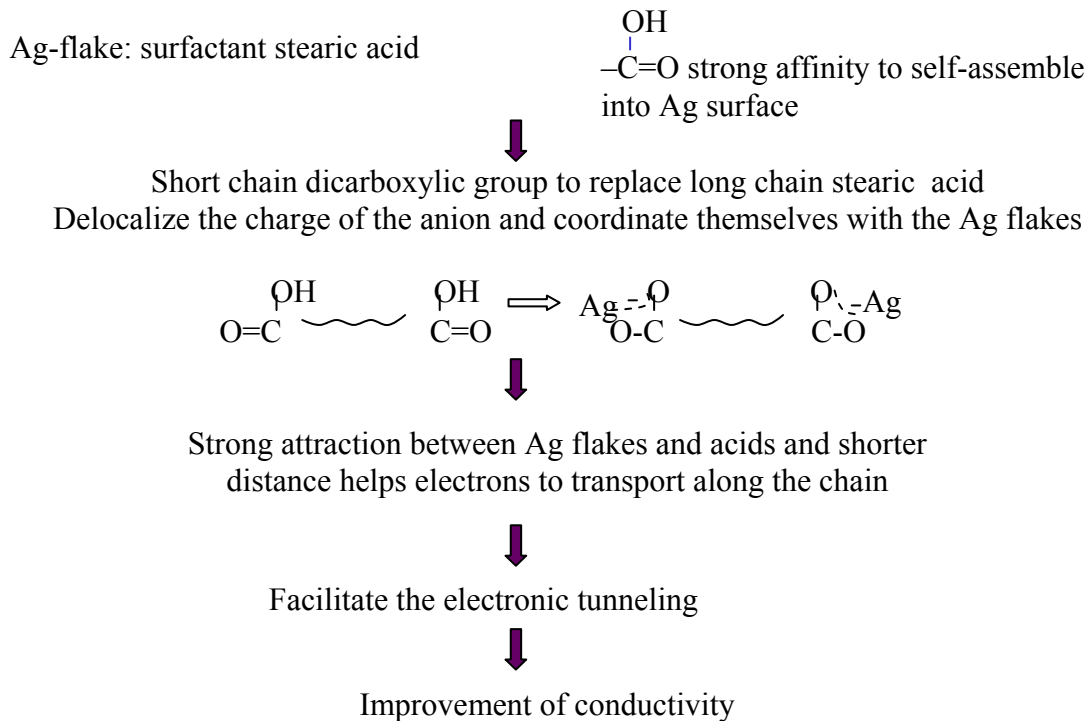 Ag-flake: surfactant stearic acid
OH
–C=O strong affinity to self-assemble
into Ag surface
Short chain dicarboxylic group to replace long chain stearic acid
Delocalize the charge of the anion and coordinate themselves with the Ag flakes
OH OH Ag O O Ag
O=C C=O O-C C-O
Strong attraction between Ag flakes and acids and shorter
distance helps electrons to transport along the chain
Facilitate the electronic tunneling
Improvement of conductivity